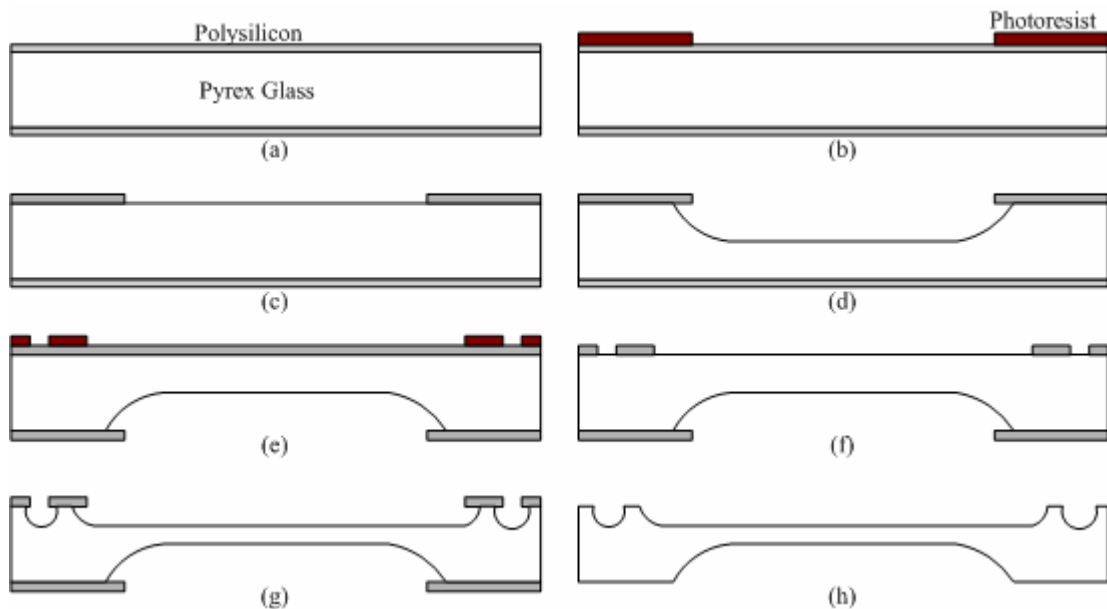 Polysilicon
Photoresist
Pyrex Glass
(a)
(b)
(c)
(d)
(e)
(f)
(g)
(h)